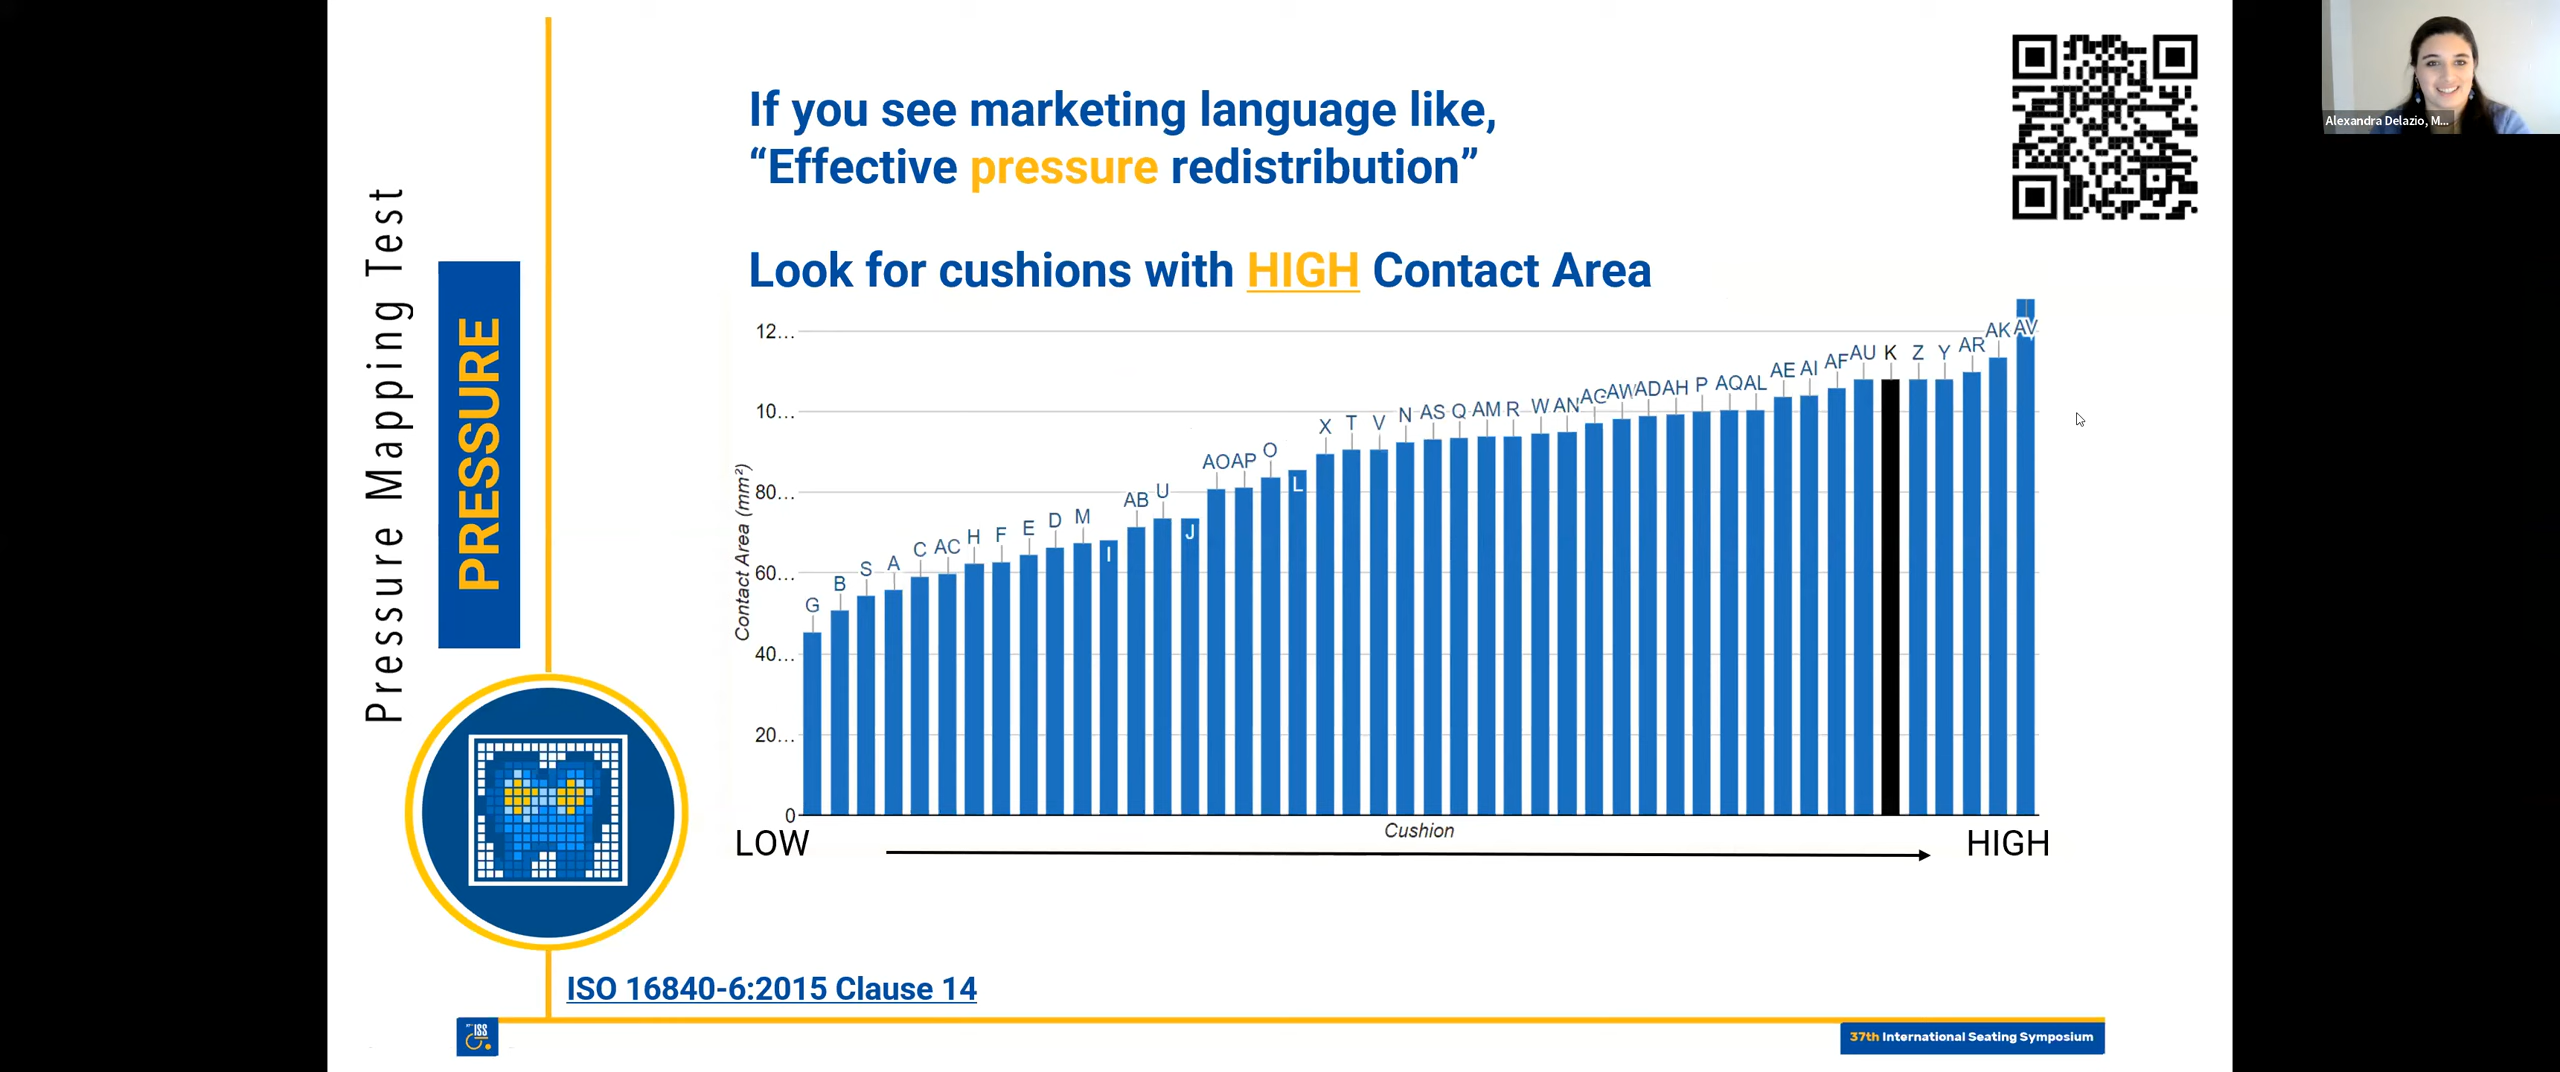 If you see marketing language like,
“Effective pressure redistribution”
Look for cushions with HIGH Contact Area
Alexandra Delazio, M...
Pressure Mapping Test
PRESSURE
Contact Area (mm²)
12...
10...
80...
60...
40...
20...
0
G B S A C AC H F E D M I AB U J AO AP O L X T V N AS Q AM R W AN AG AW AD AH P AQ AL AE AI AF AU K Z Y AR AK AV
Cushion
LOW
HIGH
ISO 16840-6:2015 Clause 14
ISS
37th International Seating Symposium